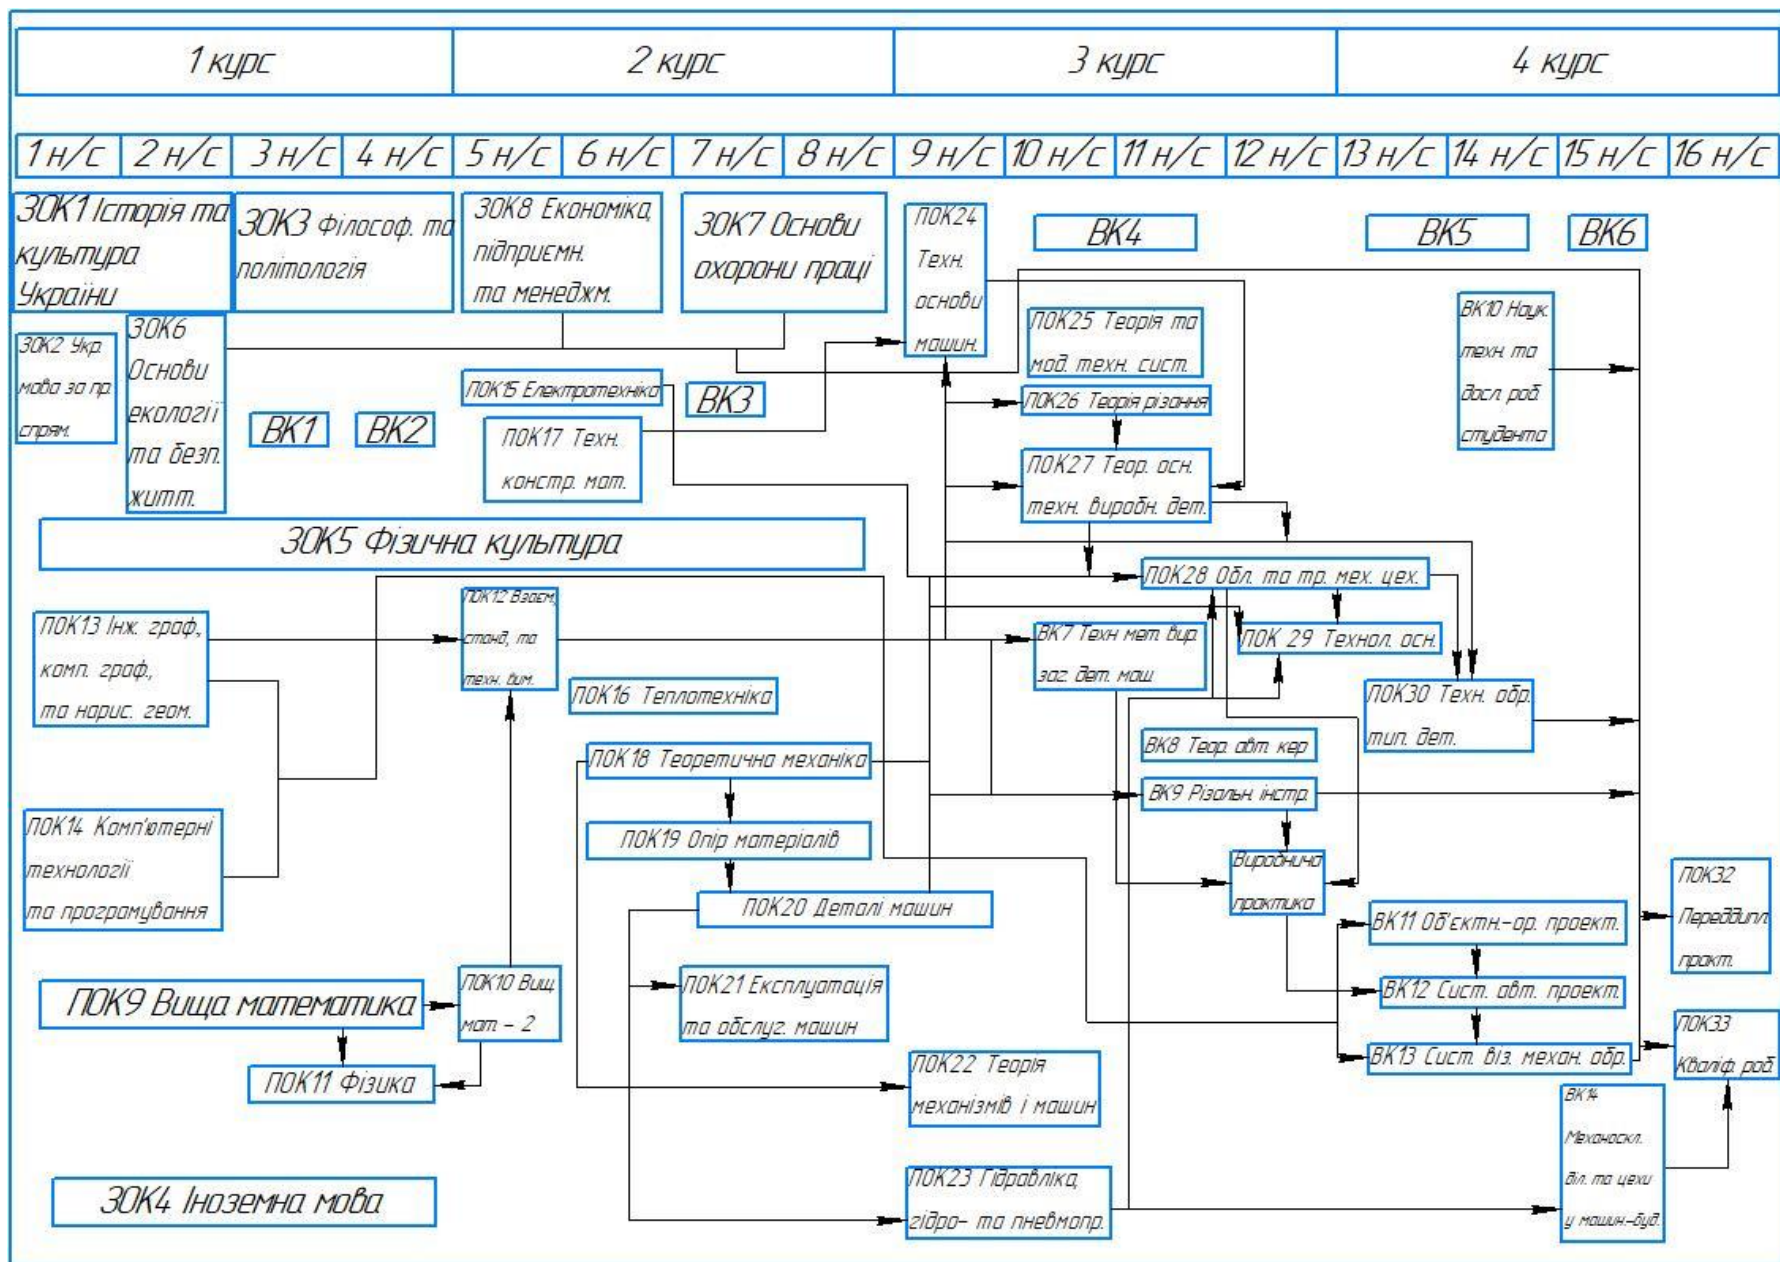 1 курс
2 курс
3 курс
4 курс
1 н/с
2 н/с
3 н/с
4 н/с
5 н/с
6 н/с
7 н/с
8 н/с
9 н/с
10 н/с
11 н/с
12 н/с
13 н/с
14 н/с
15 н/с
16 н/с
ЗОК1 Історія та
культура
України
ЗОК3 Філософ. та
політологія
ЗОК8 Економіка,
підприємн.
та менеджм.
ЗОК7 Основи
охорони праці
ПОК24
Техн.
основи
машин.
ВК4
ВК5
ВК6
ЗОК2 Укр.
мова за пр.
спрям.
ЗОК6
Основи
екології
та безп.
житт.
ВК1
ВК2
ПОК15 Електротехніка
ВК3
ПОК17 Техн.
констр. мат.
ПОК25 Теорія та
мод. техн. сист.
ПОК26 Теорія різання
ПОК27 Теор. осн.
техн. виробн. дет.
ВК10 Наук.
техн. та
досл. роб.
студента
ЗОК5 Фізична культура
ПОК28 Обл. та тр. мех. цех.
ПОК13 Інж. граф.,
комп. граф.,
та нарис. геом.
ПОК12 Взаєм.,
станд., та
техн. вим.
ВК7 Техн мет. вир.
заг. дет. маш.
ПОК 29 Технол. осн.
ПОК16 Теплотехніка
ПОК30 Техн. обр.
тип. дет.
ПОК18 Теоретична механіка
ВК8 Теор. авт. кер
ВК9 Різальн. інстр.
ПОК14 Комп'ютерні
технології
та програмування
ПОК19 Опір матеріалів
Виробнича
практика
ПОК20 Деталі машин
ПОК32
Переддипл.
практ.
ВК11 Об'єктн.-ор. проект.
ПОК9 Вища математика
ПОК10 Вищ.
мат. - 2
ПОК21 Експлуатація
та обслуг. машин
ВК12 Сист. авт. проект.
ПОК11 Фізика
ПОК22 Теорія
механізмів і машин
ВК13 Сист. віз. механ. обр.
ПОК33
Кваліф. роб.
ВК14
Механоскл.
віл. та цехи
у машин.-буд.
ЗОК4 Іноземна мова
ПОК23 Гідравліка,
гідро- та пневмопр.